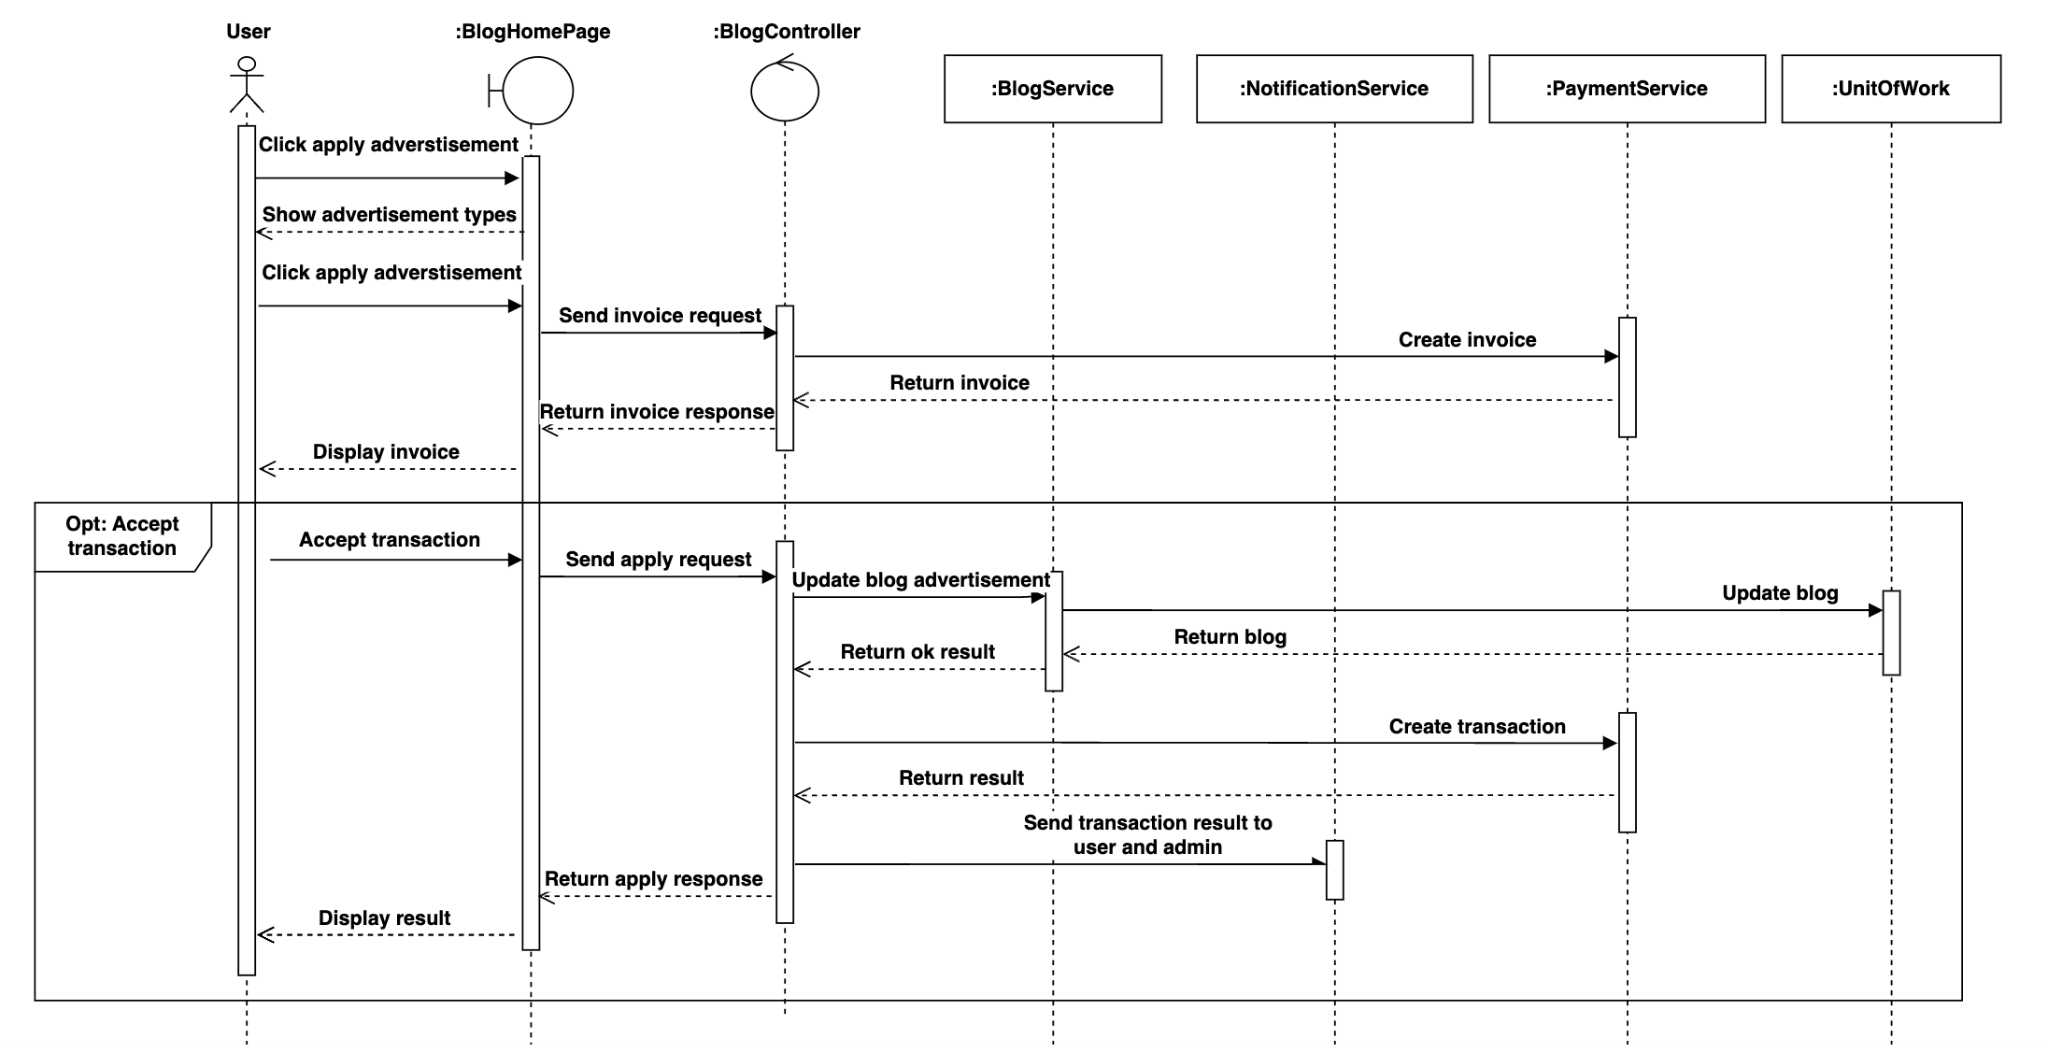 User
:BlogHomePage
:BlogController
:BlogService
:NotificationService
:PaymentService
:UnitOfWork
Click apply adverstisement
Show advertisement types
Click apply adverstisement
Send invoice request
Create invoice
Return invoice
Return invoice response
Display invoice
Opt: Accept
transaction
Accept transaction
Send apply request
Update blog advertisement
Update blog
Return blog
Return ok result
Create transaction
Return result
Send transaction result to
user and admin
Return apply response
Display result